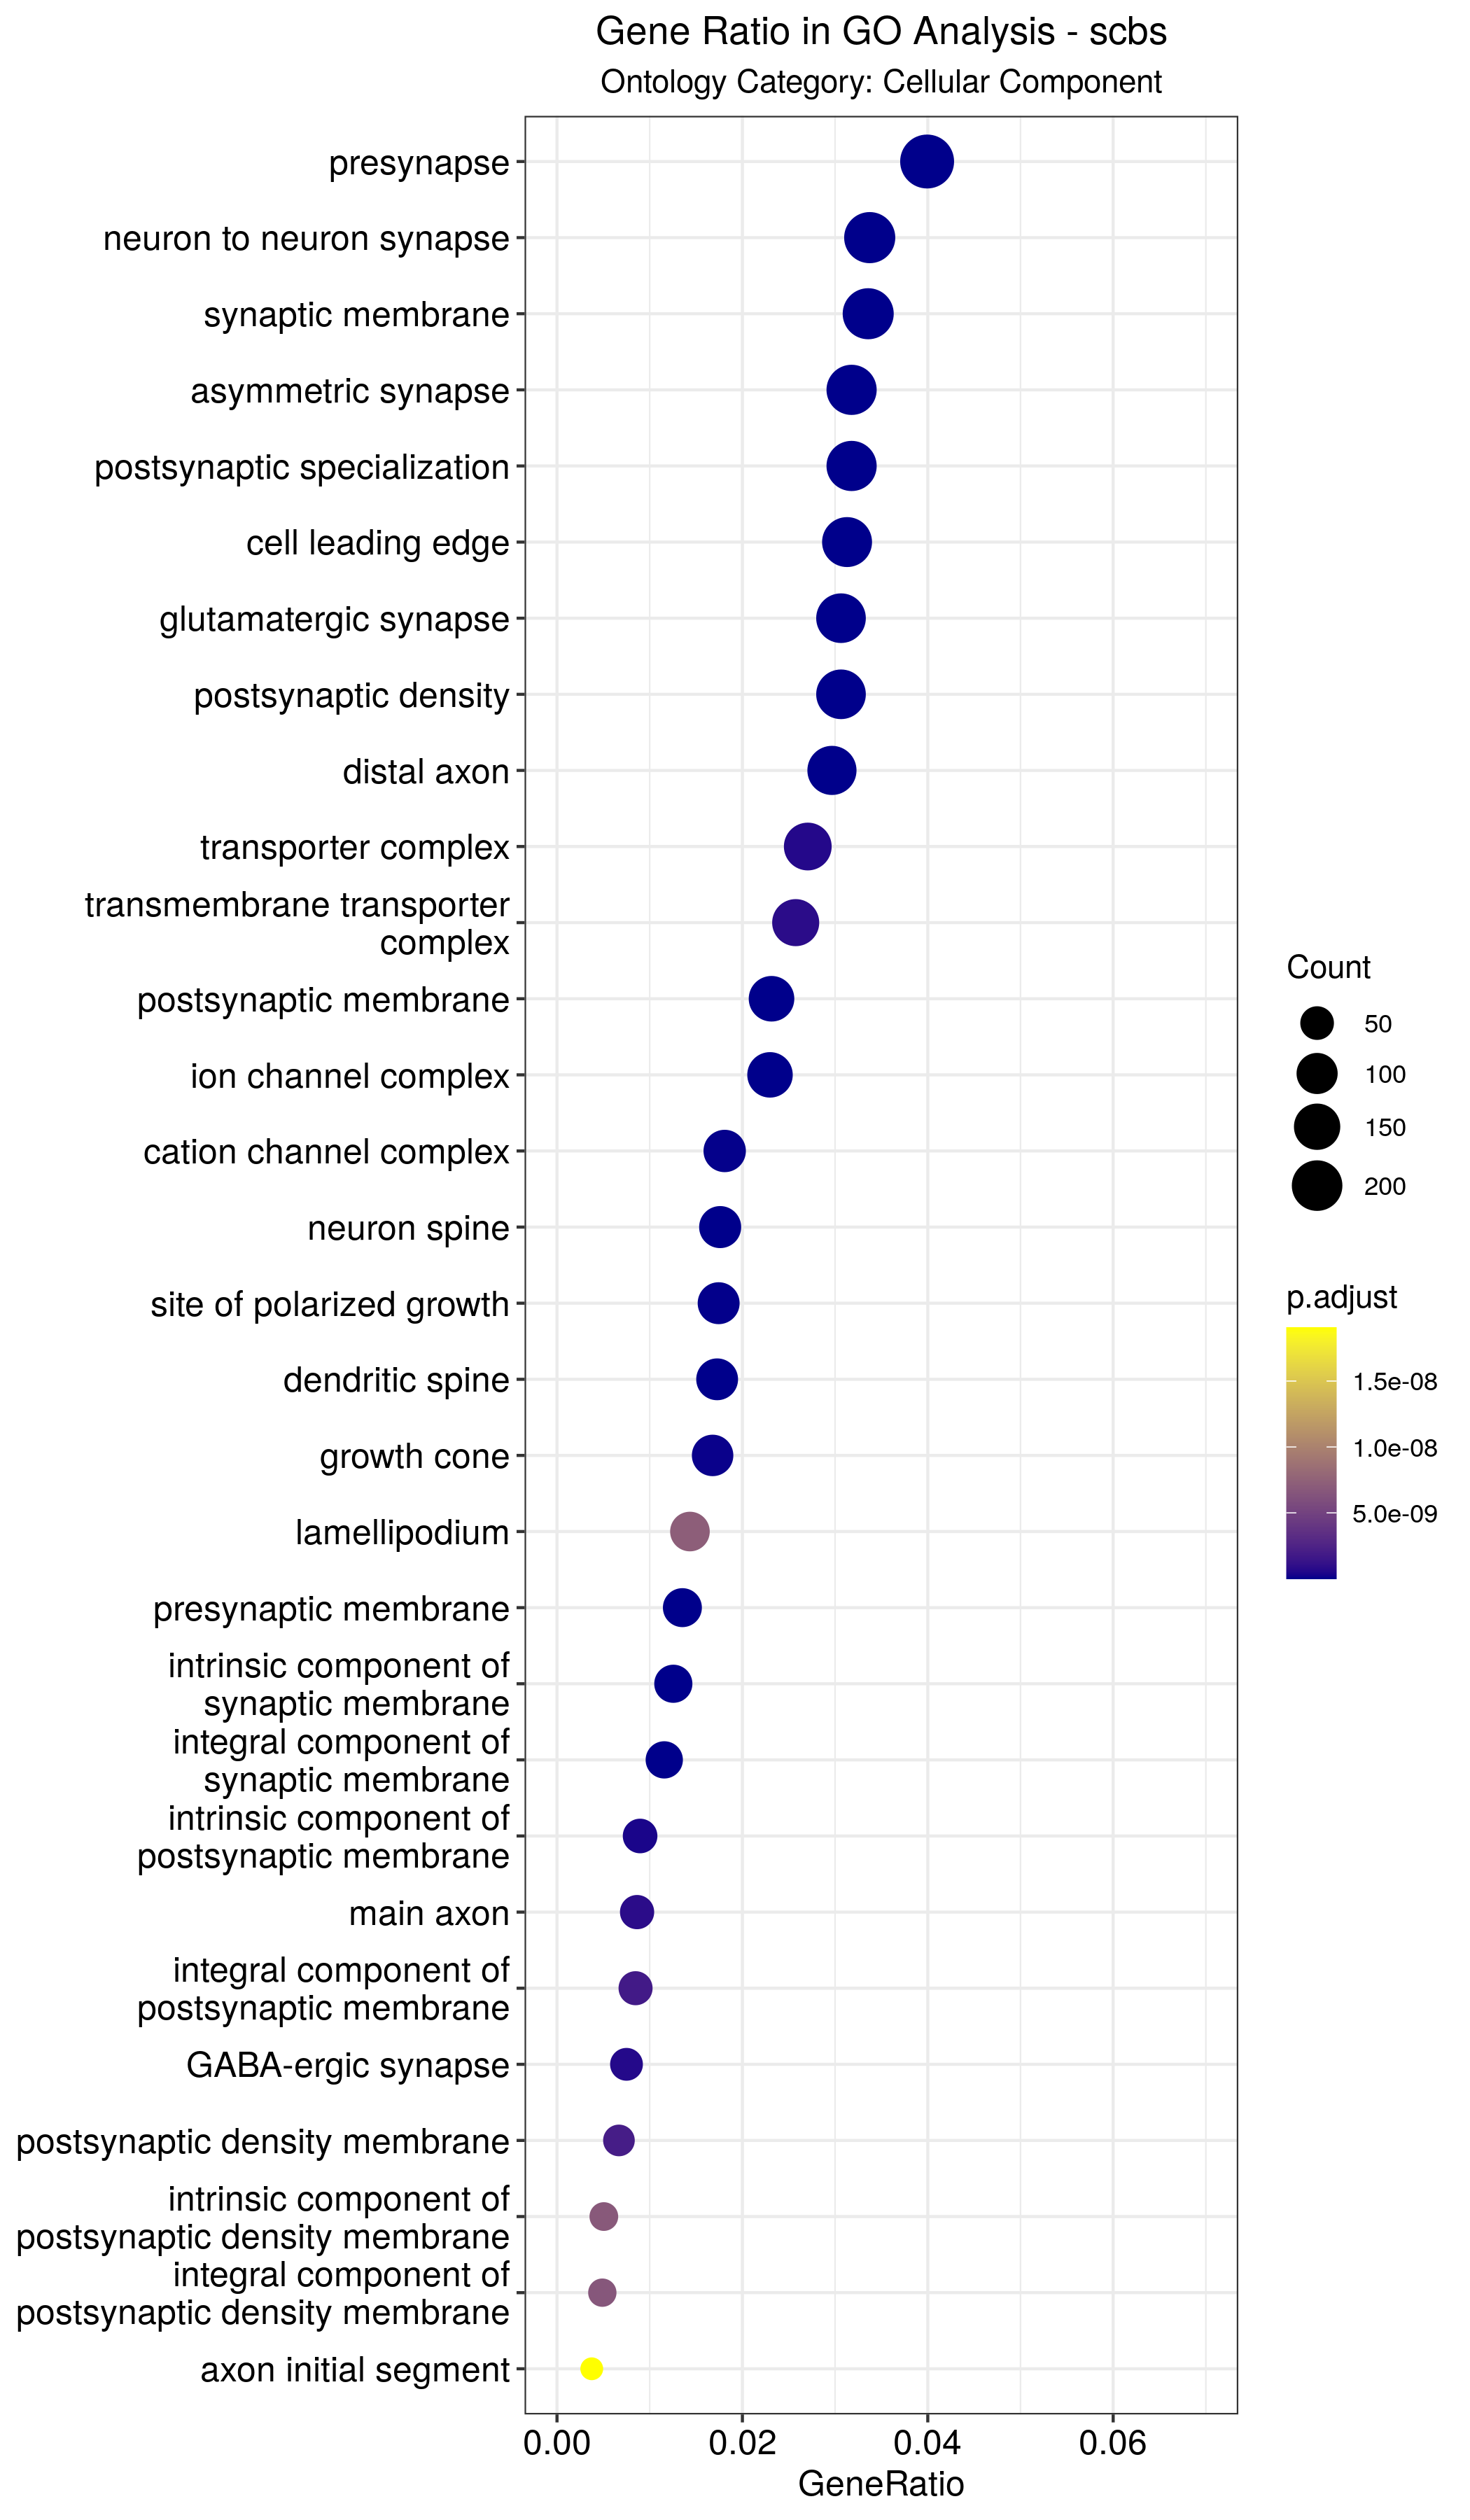 Gene Ratio in GO Analysis - scbs
Ontology Category: Cellular Component
presynapse
neuron to neuron synapse
synaptic membrane
asymmetric synapse
postsynaptic specialization
cell leading edge
glutamatergic synapse
postsynaptic density
distal axon
transporter complex
transmembrane transporter
complex
postsynaptic membrane
ion channel complex
cation channel complex
neuron spine
site of polarized growth
dendritic spine
growth cone
lamellipodium
presynaptic membrane
intrinsic component of
synaptic membrane
integral component of
synaptic membrane
intrinsic component of
postsynaptic membrane
main axon
integral component of
postsynaptic membrane
GABA-ergic synapse
postsynaptic density membrane
intrinsic component of
postsynaptic density membrane
integral component of
postsynaptic density membrane
axon initial segment
0.00 0.02 0.04 0.06
GeneRatio
Count
50
100
150
200
p.adjust
1.5e-08
1.0e-08
5.0e-09